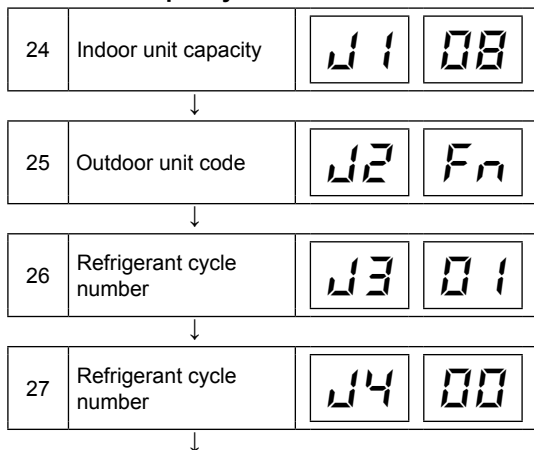 24 Indoor unit capacity J1 08
↓
25 Outdoor unit code J2 Fn
↓
26 Refrigerant cycle
number J3 01
↓
27 Refrigerant cycle
number J4 00
↓